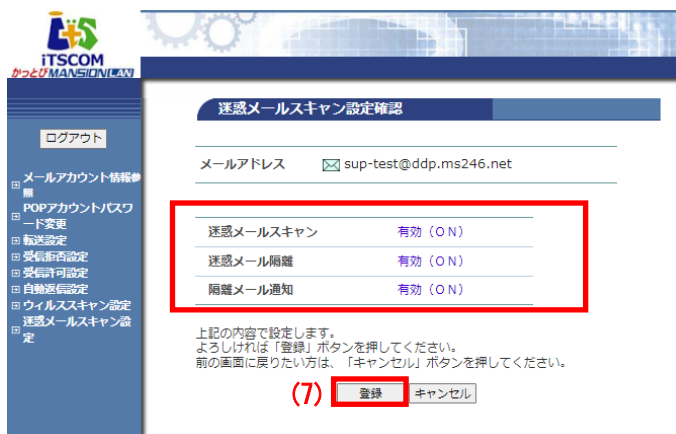 iTSCOM
かっとびMANSIONLAN
迷惑メールスキャン設定確認
ログアウト
メールアドレス sup-test@ddp.ms246.net
メールアカウント情報参
照
POPアカウントパスワ
ード変更
転送設定
受信拒否設定
受信許可設定
自動返信設定
ウィルススキャン設定
迷惑メールスキャン設
定
迷惑メールスキャン 有効（ＯＮ）
迷惑メール隔離 有効（ＯＮ）
隔離メール通知 有効（ＯＮ）
上記の内容で設定します。
よろしければ「登録」ボタンを押してください。
前の画面に戻りたい方は、「キャンセル」ボタンを押してください。
(7) 登録 キャンセル